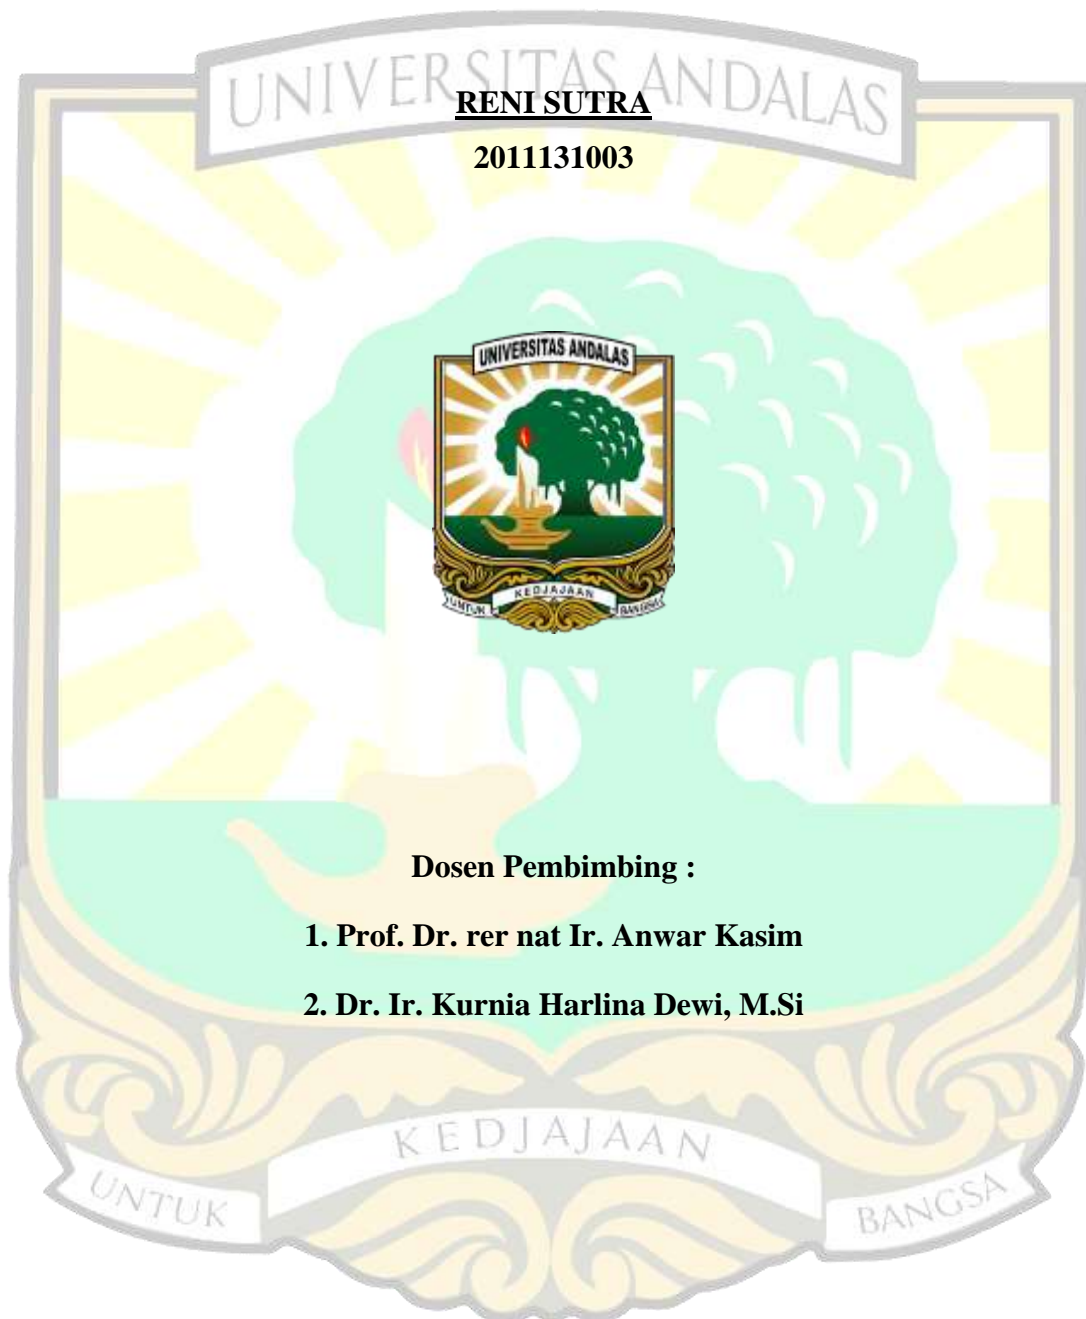 UNIVERSITAS ANDALAS
RENI SUTRA
2011131003
UNIVERSITAS ANDALAS
UNTUK KEDJAJAAN BANGSA
Dosen Pembimbing :
1. Prof. Dr. rer nat Ir. Anwar Kasim
2. Dr. Ir. Kurnia Harlina Dewi, M.Si
UNTUK KEDJAJAAN BANGSA